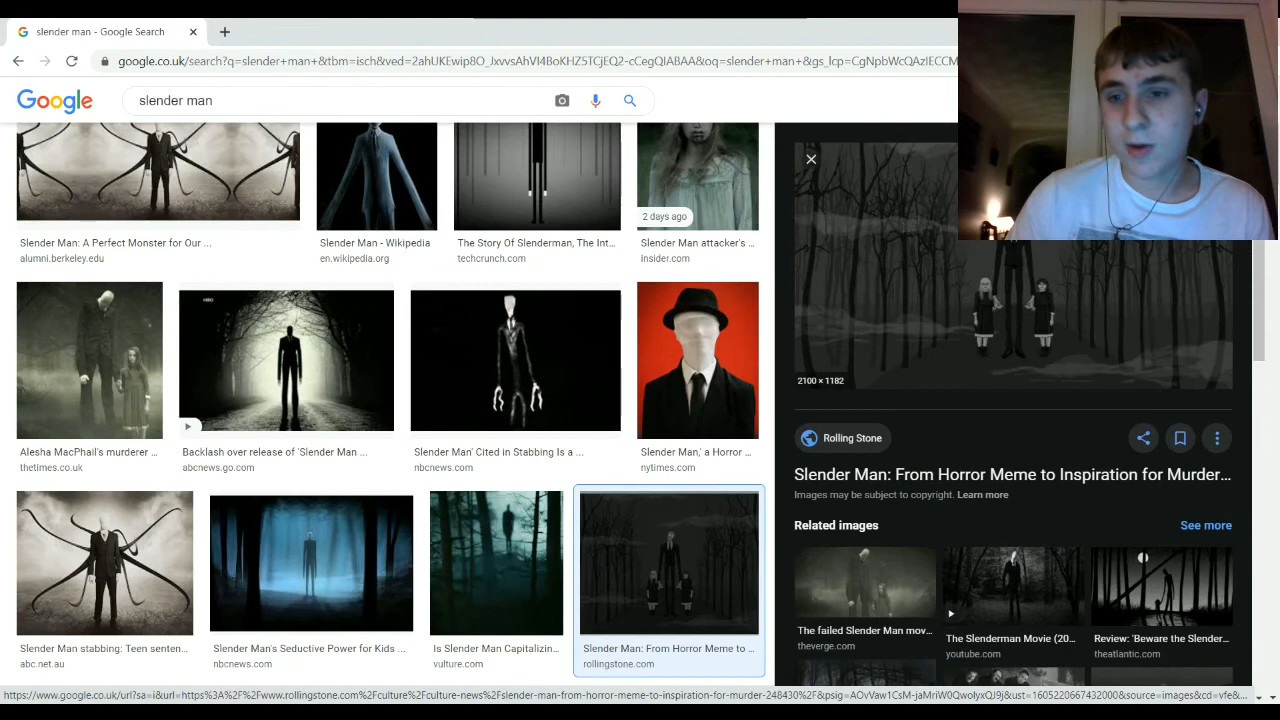 slender man - Google Search
google.co.uk/search?q=slender+man+&tbm=isch&ved=2ahUKEwip8O_JxvvsAhVI4BoKHZ5TCjEQ2-cCegQIABAA&oq=slender+man+&gs_lcp=CgNpbWcQAzIECCM
Google
slender man
2 days ago
Slender Man: A Perfect Monster for Our ...
alumni.berkeley.edu
Slender Man - Wikipedia
en.wikipedia.org
The Story Of Slenderman, The Int...
techcrunch.com
Slender Man attacker's ...
insider.com
HBO
Alesha MacPhail's murderer ...
thetimes.co.uk
Backlash over release of 'Slender Man ...
abcnews.go.com
Slender Man' Cited in Stabbing Is a ...
nbcnews.com
Slender Man,' a Horror ...
nytimes.com
Slender Man stabbing: Teen senten...
abc.net.au
Slender Man's Seductive Power for Kids ...
nbcnews.com
Is Slender Man Capitalizin...
vulture.com
Slender Man: From Horror Meme to ...
rollingstone.com
2100 × 1182
Rolling Stone
Slender Man: From Horror Meme to Inspiration for Murder...
Images may be subject to copyright. Learn more
Related images
See more
The failed Slender Man mov...
theverge.com
The Slenderman Movie (20...
youtube.com
Review: 'Beware the Slender...
theatlantic.com
https://www.google.co.uk/url?sa=i&url=https%3A%2F%2Fwww.rollingstone.com%2Fculture%2Fculture-news%2Fslender-man-from-horror-meme-to-inspiration-for-murder-248430%2F&psig=AOvVaw1CsM-jaMriW0QwoIyxQJ9j&ust=1605220667432000&source=images&cd=vfe&...